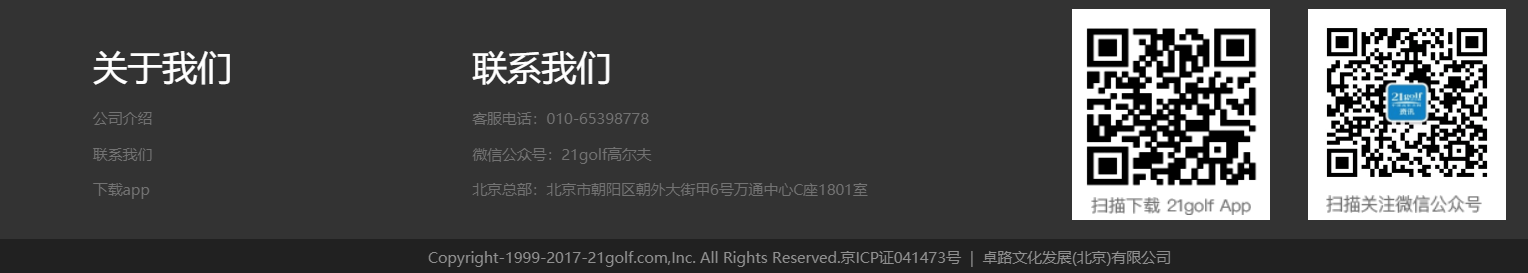 关于我们
公司介绍
联系我们
下载app
联系我们
客服电话：010-65398778
微信公众号：21golf高尔夫
北京总部：北京市朝阳区朝外大街甲6号万通中心C座1801室
扫描下载 21golf App
21golf
资讯
扫描关注微信公众号
Copyright-1999-2017-21golf.com,Inc. All Rights Reserved.京ICP证041473号 | 卓路文化发展(北京)有限公司